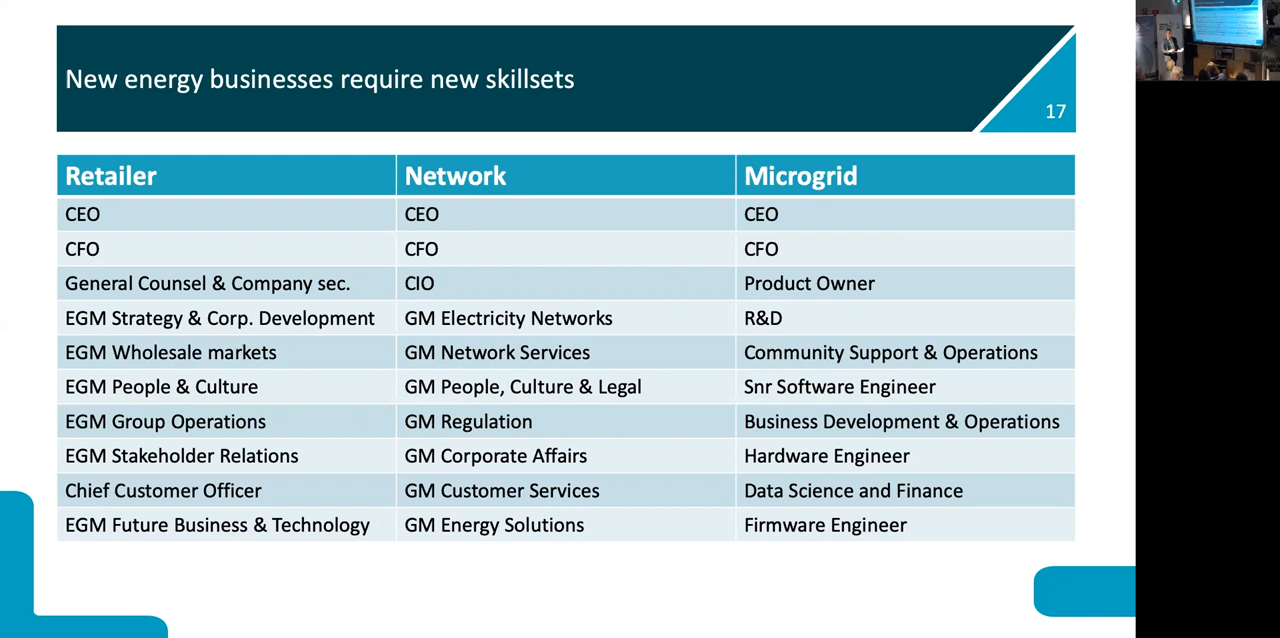 New energy businesses require new skillsets
17
Retailer Network Microgrid
CEO CEO CEO
CFO CFO CFO
General Counsel & Company sec. CIO Product Owner
EGM Strategy & Corp. Development GM Electricity Networks R&D
EGM Wholesale markets GM Network Services Community Support & Operations
EGM People & Culture GM People, Culture & Legal Snr Software Engineer
EGM Group Operations GM Regulation Business Development & Operations
EGM Stakeholder Relations GM Corporate Affairs Hardware Engineer
Chief Customer Officer GM Customer Services Data Science and Finance
EGM Future Business & Technology GM Energy Solutions Firmware Engineer